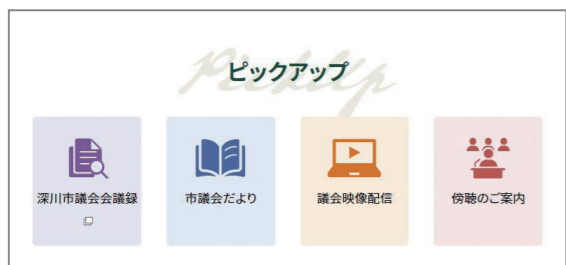 PickUp
ピックアップ
深川市議会会議録
市議会だより
議会映像配信
傍聴のご案内